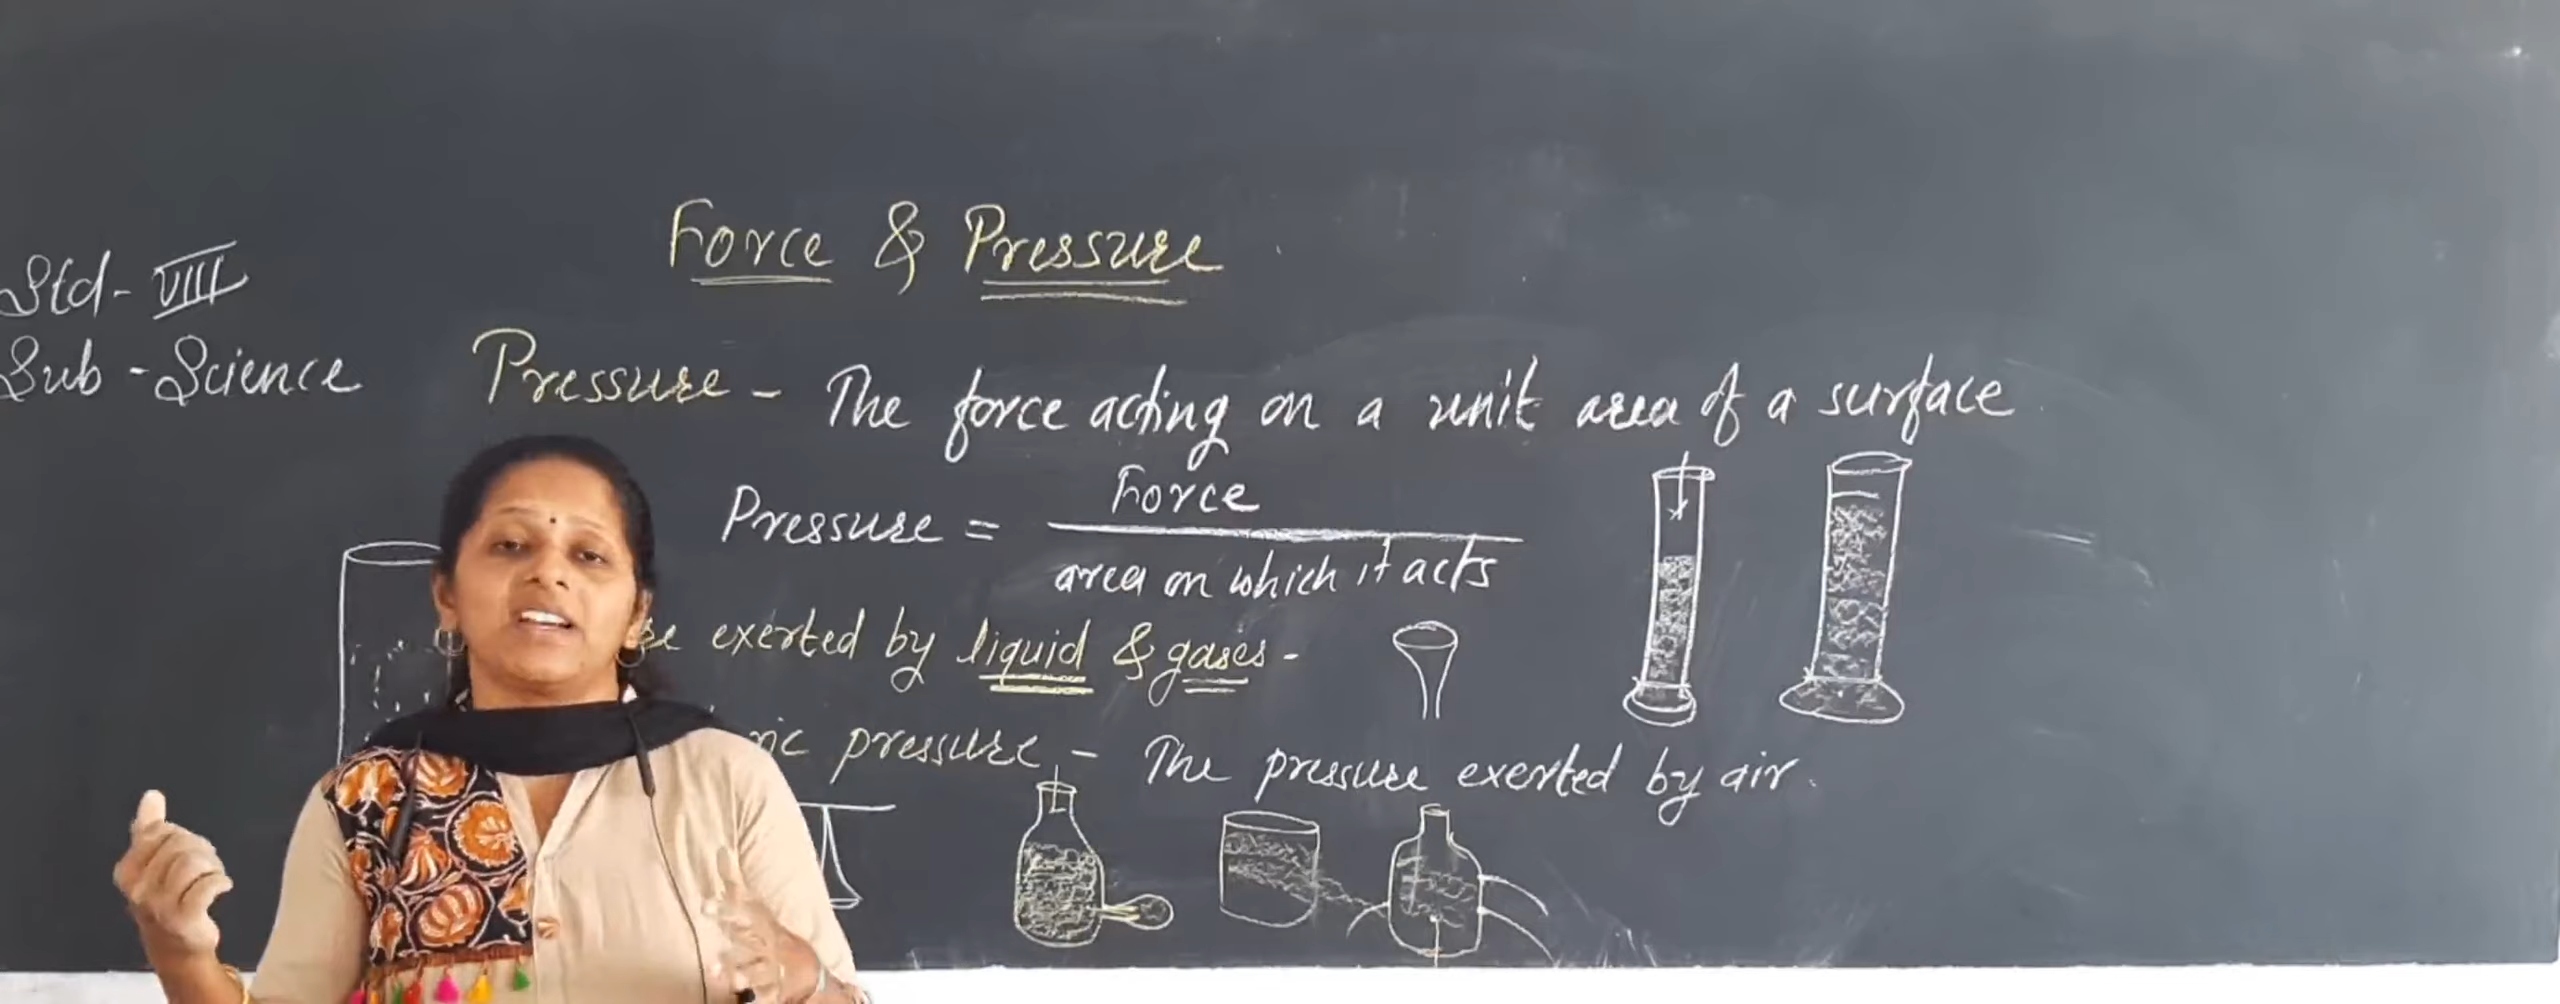 Force & Pressure
Std- VIII
Sub - Science
Pressure - The force acting on a unit area of a surface
Pressure = Force
area on which it acts
exerted by liquid & gases -
pressure - The pressure exerted by air.